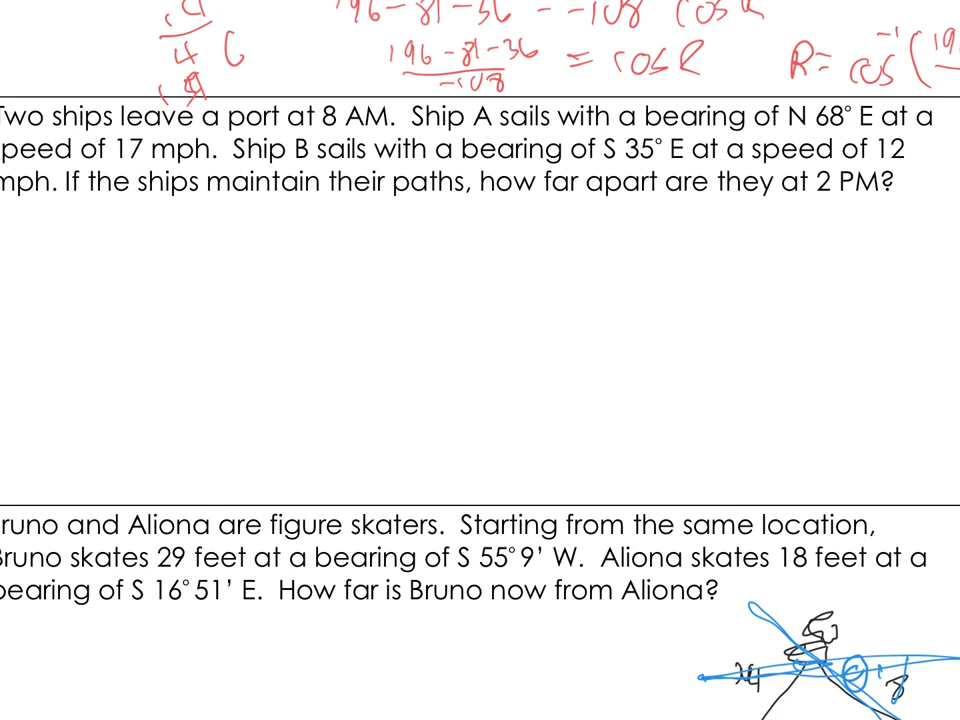 196-81-36 = -108 cos R
4 6
196-81-36 = cos R R= cos⁻¹(19
-108
Two ships leave a port at 8 AM. Ship A sails with a bearing of N 68° E at a
speed of 17 mph. Ship B sails with a bearing of S 35° E at a speed of 12
mph. If the ships maintain their paths, how far apart are they at 2 PM?
Bruno and Aliona are figure skaters. Starting from the same location,
Bruno skates 29 feet at a bearing of S 55° 9’ W. Aliona skates 18 feet at a
bearing of S 16° 51’ E. How far is Bruno now from Aliona?